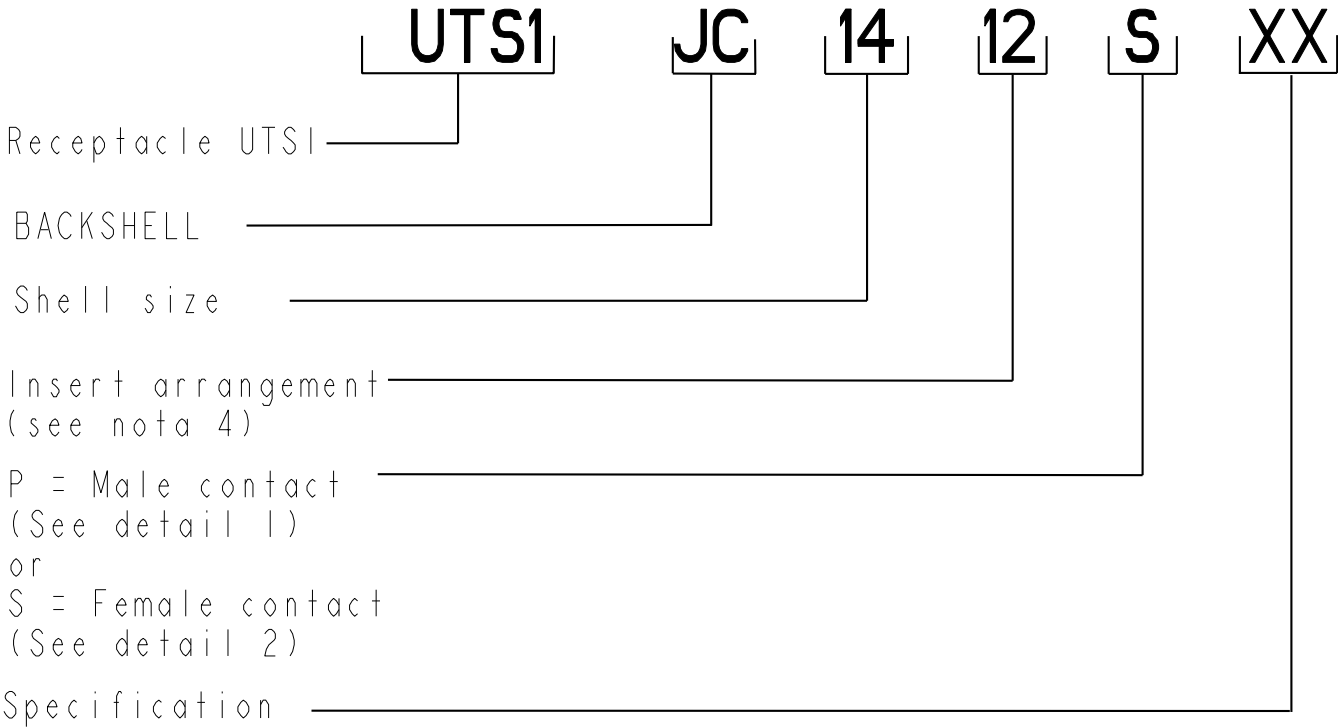 UTS1 JC 14 12 S XX
Receptacle UTS1
BACKSHELL
Shell size
Insert arrangement
(see nota 4)
P = Male contact
(See detail 1)
or
S = Female contact
(See detail 2)
Specification